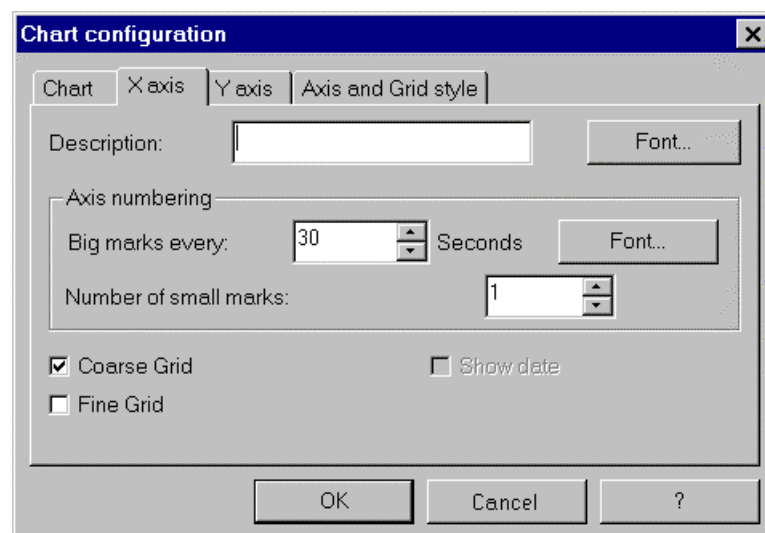 Chart configuration
Chart X axis Y axis Axis and Grid style
Description: Font...
Axis numbering
Big marks every: 30 Seconds Font...
Number of small marks: 1
Coarse Grid Show date
Fine Grid
OK Cancel ?